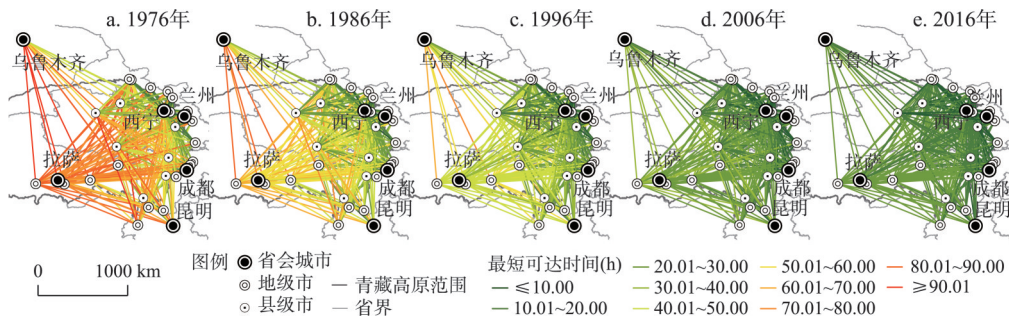 a. 1976年
b. 1986年
c. 1996年
d. 2006年
e. 2016年
乌鲁木齐
兰州
西宁
拉萨
成都
昆明
乌鲁木齐
兰州
西宁
拉萨
成都
昆明
乌鲁木齐
兰州
西宁
拉萨
成都
昆明
乌鲁木齐
兰州
西宁
拉萨
成都
昆明
乌鲁木齐
兰州
西宁
拉萨
成都
昆明
0 1000 km
图例
省会城市
地级市
县级市
青藏高原范围
省界
最短可达时间(h)
≤10.00
10.01~20.00
20.01~30.00
30.01~40.00
40.01~50.00
50.01~60.00
60.01~70.00
70.01~80.00
80.01~90.00
≥90.01